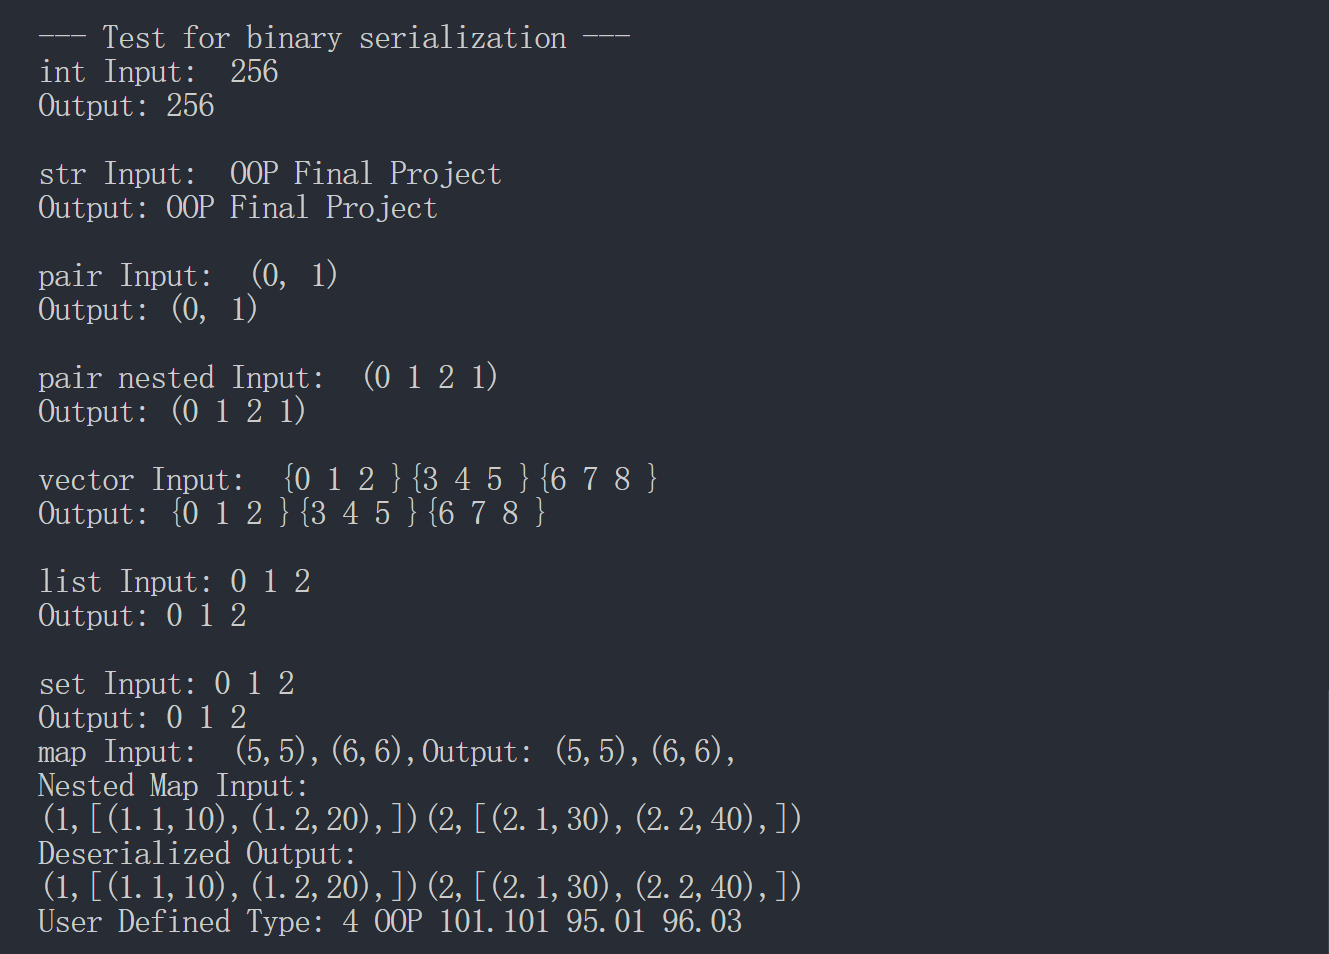 --- Test for binary serialization ---
int Input:  256
Output: 256
str Input:  OOP Final Project
Output: OOP Final Project
pair Input:  (0, 1)
Output: (0, 1)
pair nested Input:  (0 1 2 1)
Output: (0 1 2 1)
vector Input:  {0 1 2 }{3 4 5 }{6 7 8 }
Output: {0 1 2 }{3 4 5 }{6 7 8 }
list Input: 0 1 2
Output: 0 1 2
set Input: 0 1 2
Output: 0 1 2
map Input:  (5,5),(6,6),Output: (5,5),(6,6),
Nested Map Input:
(1,[(1.1,10),(1.2,20),])(2,[(2.1,30),(2.2,40),])
Deserialized Output:
(1,[(1.1,10),(1.2,20),])(2,[(2.1,30),(2.2,40),])
User Defined Type: 4 OOP 101.101 95.01 96.03